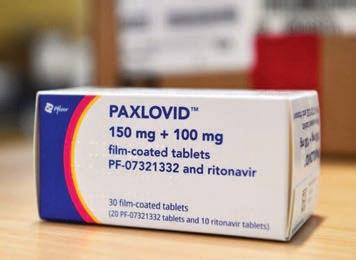 Pfizer
PAXLOVID™
150 mg + 100 mg
film-coated tablets
PF-07321332 and ritonavir
30 film-coated tablets
(20 PF-07321332 tablets and 10 ritonavir tablets)